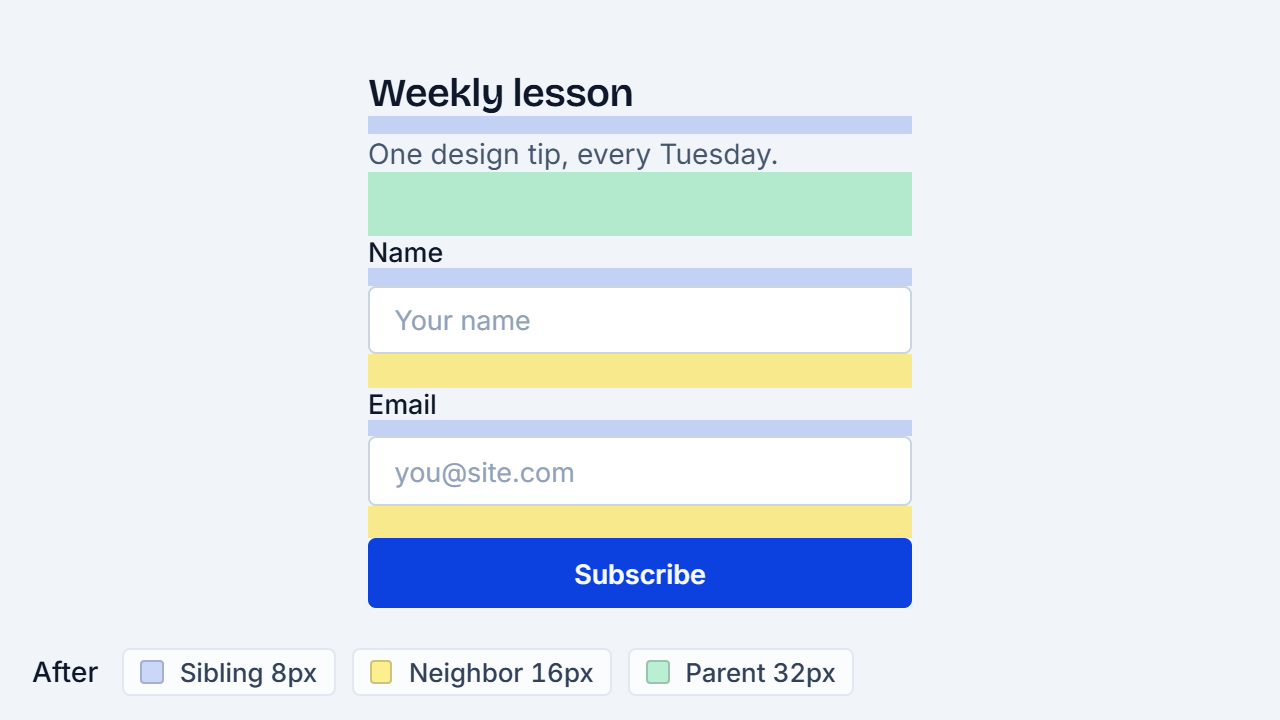 Weekly lesson
One design tip, every Tuesday.
Name
Your name
Email
you@site.com
Subscribe
After
Sibling 8px
Neighbor 16px
Parent 32px